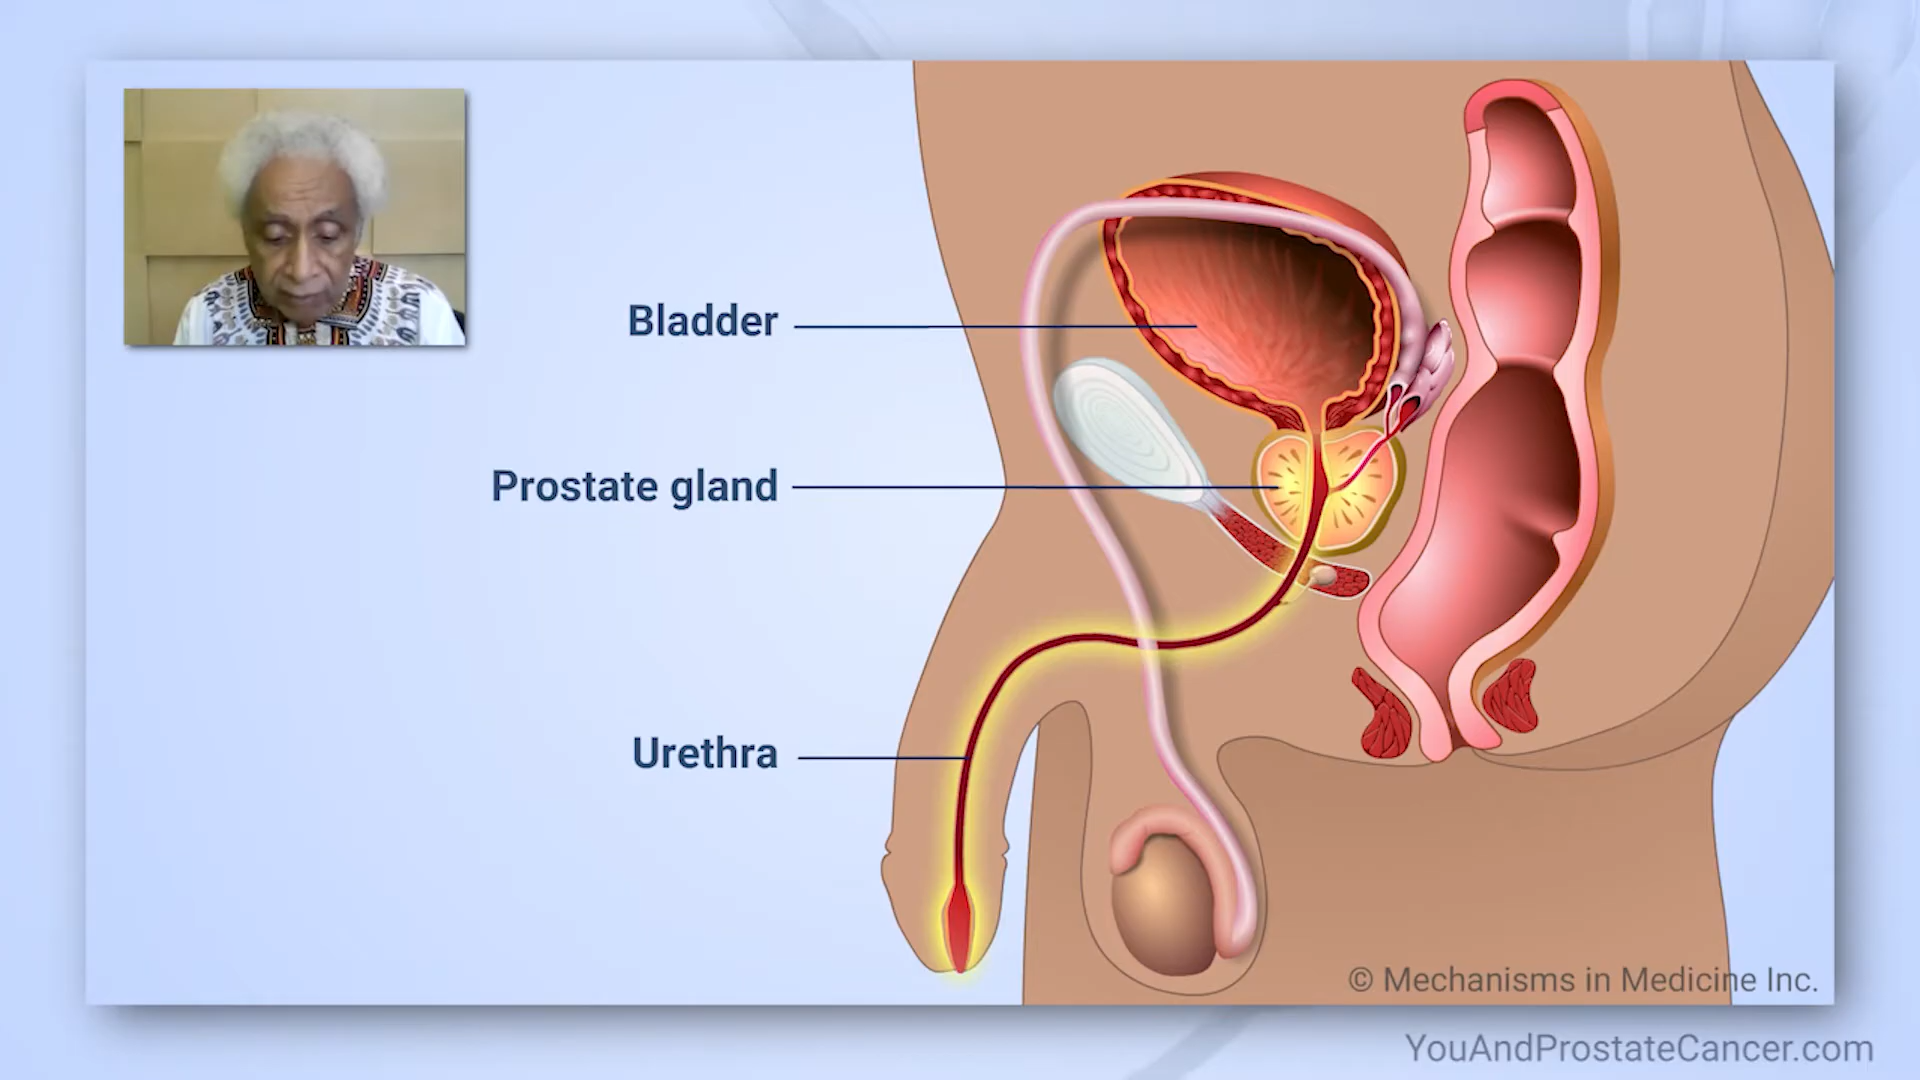 Bladder
Prostate gland
Urethra
© Mechanisms in Medicine Inc.
YouAndProstateCancer.com